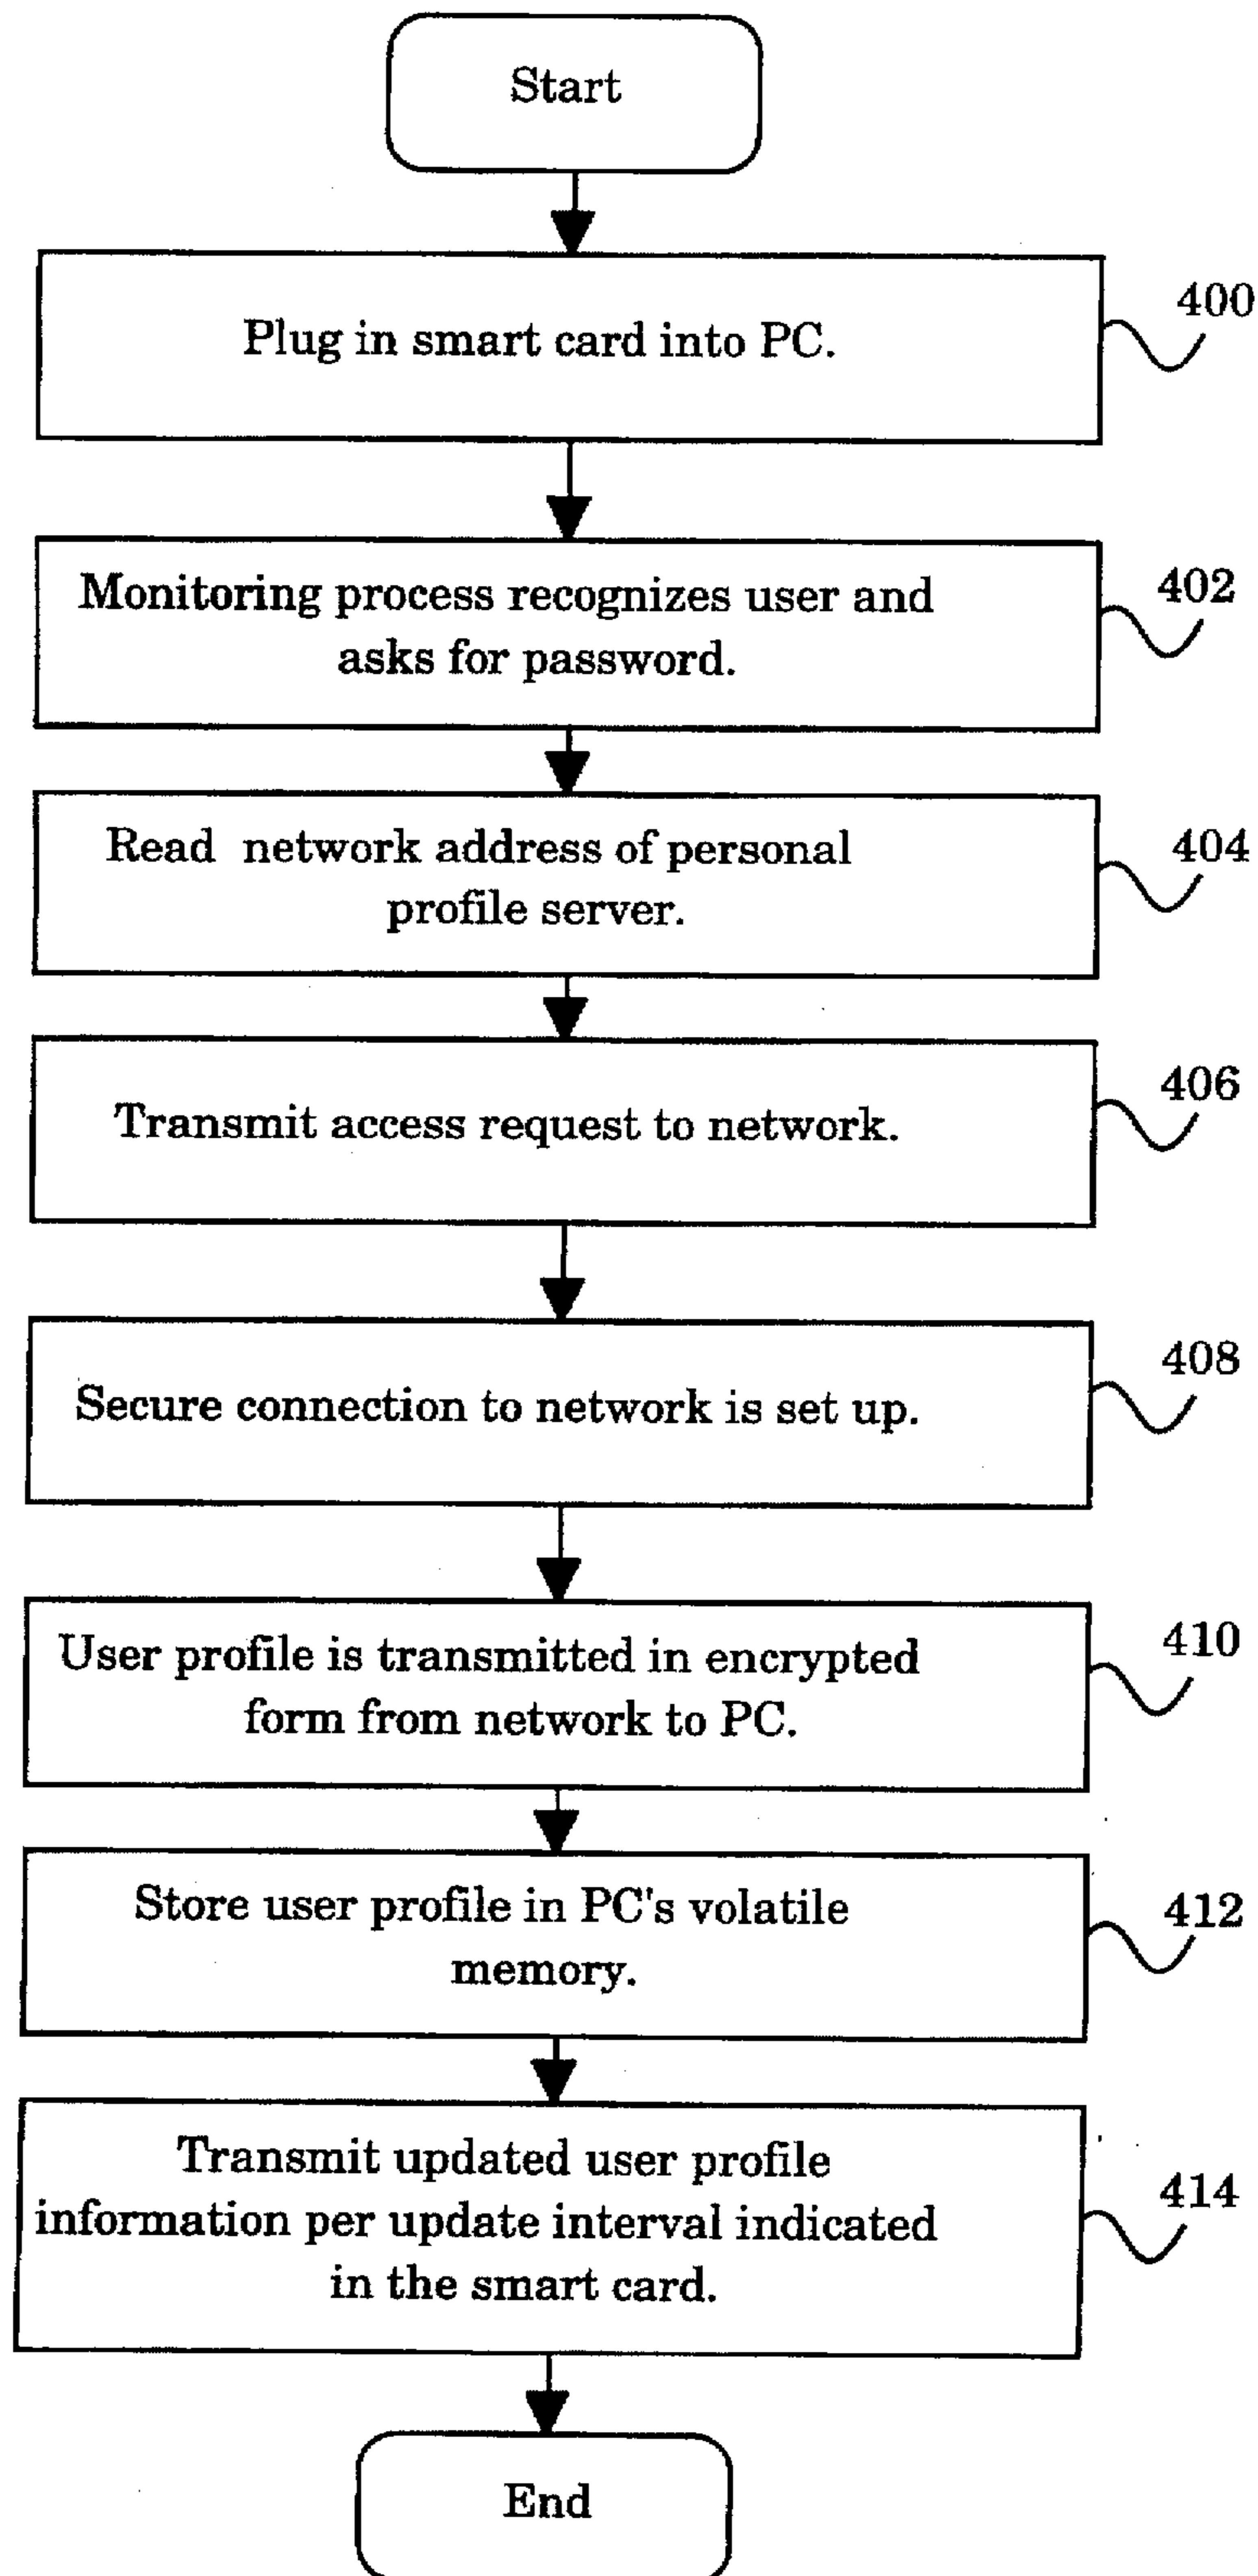 Start
Plug in smart card into PC.
400
Monitoring process recognizes user and
asks for password.
402
Read network address of personal
profile server.
404
Transmit access request to network.
406
Secure connection to network is set up.
408
User profile is transmitted in encrypted
form from network to PC.
410
Store user profile in PC's volatile
memory.
412
Transmit updated user profile
information per update interval indicated
in the smart card.
414
End